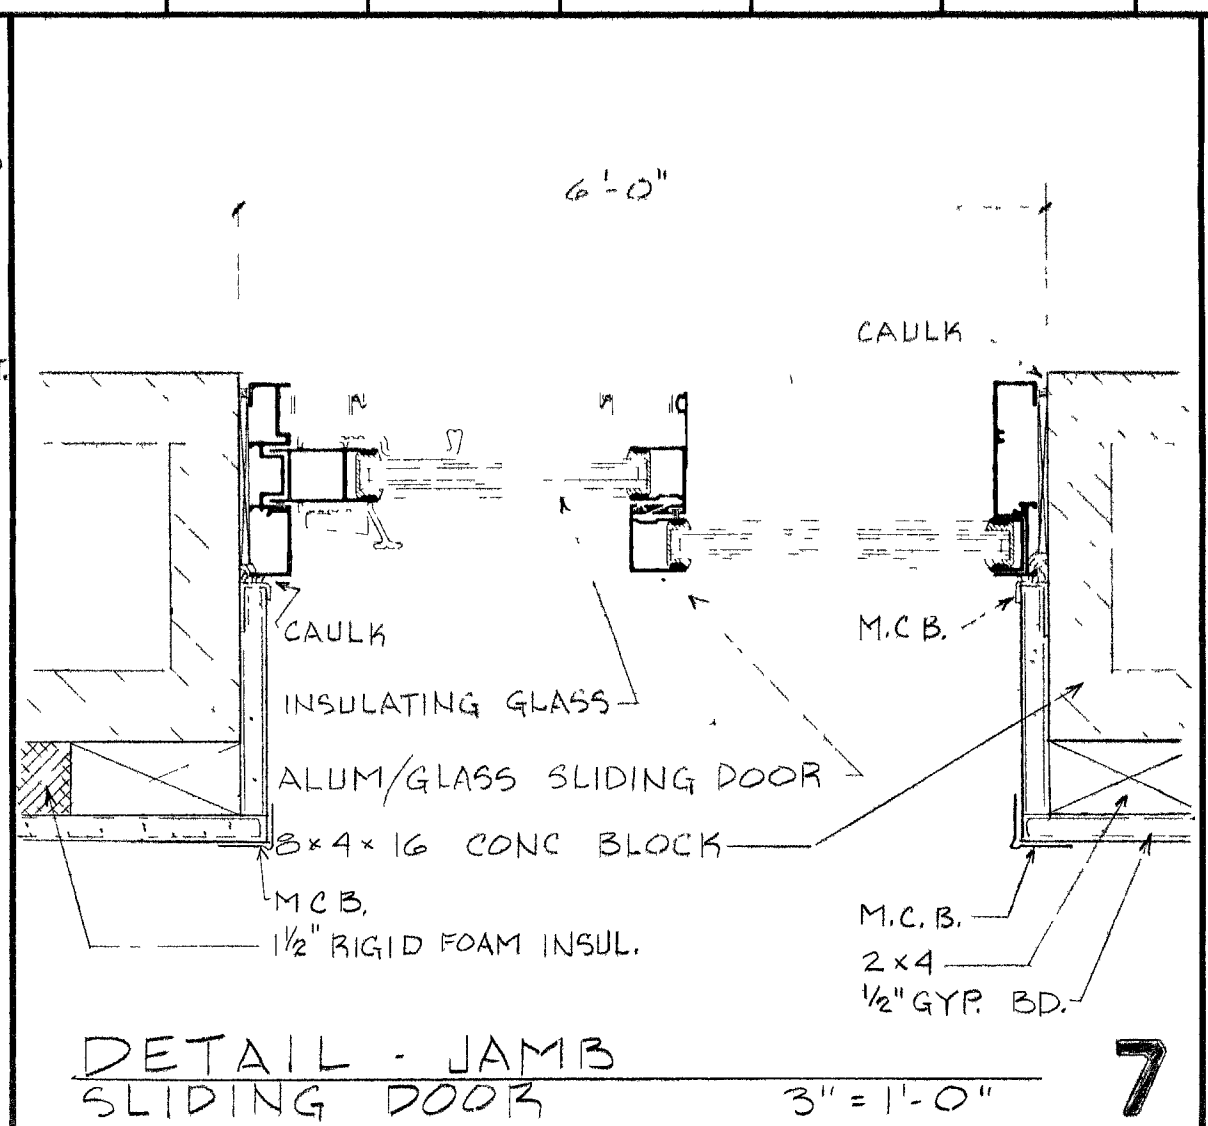 6'-0"
CAULK
CAULK
M.C B.
INSULATING GLASS
ALUM/GLASS SLIDING DOOR
8 x 4 x 16 CONC BLOCK
M C B.
1½" RIGID FOAM INSUL.
M.C.B.
2 x 4
½" GYP. BD.
DETAIL - JAMB
SLIDING DOOR 3" = 1'-0"
7